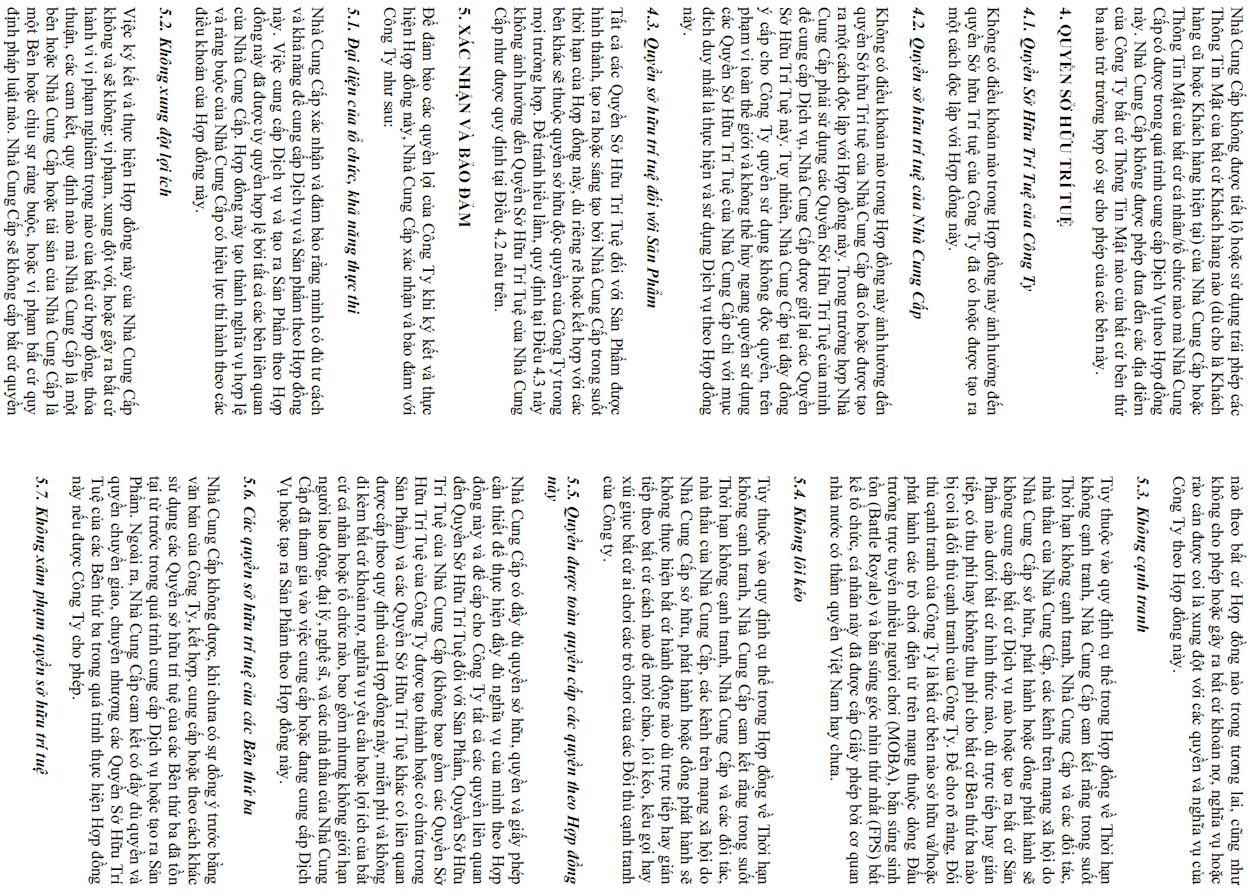 Nhà Cung Cấp không được tiết lộ hoặc sử dụng trái phép các
Thông Tin Mật của bất cứ Khách hàng nào (dù cho là Khách
hàng cũ hoặc Khách hàng hiện tại) của Nhà Cung Cấp hoặc
Thông Tin Mật của bất cứ cá nhân/tổ chức nào mà Nhà Cung
Cấp có được trong quá trình cung cấp Dịch Vụ theo Hợp đồng
này. Nhà Cung Cấp không được phép đưa đến các địa điểm
của Công Ty bất cứ Thông Tin Mật nào của bất cứ bên thứ
ba nào trừ trường hợp có sự cho phép của các bên này.
4. QUYỀN SỞ HỮU TRÍ TUỆ
4.1. Quyền Sở Hữu Trí Tuệ của Công Ty
Không có điều khoản nào trong Hợp đồng này ảnh hưởng đến
quyền Sở Hữu Trí tuệ của Công Ty đã có hoặc được tạo ra
một cách độc lập với Hợp đồng này.
4.2. Quyền sở hữu trí tuệ của Nhà Cung Cấp
Không có điều khoản nào trong Hợp đồng này ảnh hưởng đến
quyền Sở hữu Trí tuệ của Nhà Cung Cấp đã có hoặc được tạo
ra một cách độc lập với Hợp đồng này. Trong trường hợp Nhà
Cung Cấp phải sử dụng các Quyền Sở Hữu Trí Tuệ của mình
để cung cấp Dịch Vụ, Nhà Cung Cấp được giữ lại các Quyền
Sở Hữu Trí Tuệ này. Tuy nhiên, Nhà Cung Cấp tại đây đồng
ý cấp cho Công Ty quyền sử dụng không độc quyền, trên
phạm vi toàn thế giới và không thể hủy ngang quyền sử dụng
các Quyền Sở Hữu Trí Tuệ của Nhà Cung Cấp chỉ với mục
đích duy nhất là thực hiện và sử dụng Dịch vụ theo Hợp đồng
này.
4.3. Quyền sở hữu trí tuệ đối với Sản Phẩm
Tất cả các Quyền Sở Hữu Trí Tuệ đối với Sản Phẩm được
hình thành, tạo ra hoặc sáng tạo bởi Nhà Cung Cấp trong suốt
thời hạn của Hợp đồng này, dù riêng rẽ hoặc kết hợp với các
bên khác sẽ thuộc quyền sở hữu độc quyền của Công Ty trong
mọi trường hợp. Để tránh hiểu lầm, quy định tại Điều 4.3 này
không ảnh hưởng đến Quyền Sở Hữu Trí Tuệ của Nhà Cung
Cấp như được quy định tại Điều 4.2 nêu trên.
5. XÁC NHẬN VÀ BẢO ĐẢM
Để đảm bảo các quyền lợi của Công Ty khi ký kết và thực
hiện Hợp đồng này, Nhà Cung Cấp xác nhận và bảo đảm với
Công Ty như sau:
5.1. Đại diện của tổ chức, khả năng thực thi
Nhà Cung Cấp xác nhận và đảm bảo rằng mình có đủ tư cách
và khả năng để cung cấp Dịch vụ và Sản phẩm theo Hợp đồng
này. Việc cung cấp Dịch vụ và tạo ra Sản Phẩm theo Hợp
đồng này đã được ủy quyền hợp lệ bởi tất cả các bên liên quan
của Nhà Cung Cấp. Hợp đồng này tạo thành nghĩa vụ hợp lệ
và ràng buộc của Nhà Cung Cấp có hiệu lực thi hành theo các
điều khoản của Hợp đồng này.
5.2. Không xung đột lợi ích
Việc ký kết và thực hiện Hợp đồng này của Nhà Cung Cấp
không và sẽ không: vi phạm, xung đột với, hoặc gây ra bất cứ
hành vi vi phạm nghiêm trọng nào của bất cứ hợp đồng, thỏa
thuận, các cam kết, quy định nào mà Nhà Cung Cấp là một
bên hoặc Nhà Cung Cấp hoặc tài sản của Nhà Cung Cấp là
một Bên hoặc chịu sự ràng buộc, hoặc vi phạm bất cứ quy
định pháp luật nào. Nhà Cung Cấp sẽ không cấp bất cứ quyền
nào theo bất cứ Hợp đồng nào trong tương lai, cũng như
không cho phép hoặc gây ra bất cứ khoản nợ, nghĩa vụ hoặc
rào cản được coi là xung đột với các quyền và nghĩa vụ của
Công Ty theo Hợp đồng này.
5.3. Không cạnh tranh
Tùy thuộc vào quy định cụ thể trong Hợp đồng về Thời hạn
không cạnh tranh, Nhà Cung Cấp cam kết rằng trong suốt
Thời hạn không cạnh tranh, Nhà Cung Cấp và các đối tác,
nhà thầu của Nhà Cung Cấp, các kênh trên mạng xã hội do
Nhà Cung Cấp sở hữu, phát hành hoặc đồng phát hành sẽ
không cung cấp bất cứ Dịch vụ nào hoặc tạo ra bất cứ Sản
Phẩm nào dưới bất cứ hình thức nào, dù trực tiếp hay gián
tiếp, có thu phí hay không thu phí cho bất cứ Bên thứ ba nào
bị coi là đối thủ cạnh tranh của Công Ty. Để cho rõ ràng, Đối
thủ cạnh tranh của Công Ty là bất cứ bên nào sở hữu và/hoặc
phát hành các trò chơi điện tử trên mạng thuộc dòng Đấu
trường trực tuyến nhiều người chơi (MOBA), bắn súng sinh
tồn (Battle Royale) và bắn súng góc nhìn thứ nhất (FPS) bất
kể tổ chức, cá nhân này đã được cấp Giấy phép bởi cơ quan
nhà nước có thẩm quyền Việt Nam hay chưa.
5.4. Không lôi kéo
Tùy thuộc vào quy định cụ thể trong Hợp đồng về Thời hạn
không cạnh tranh, Nhà Cung Cấp cam kết rằng trong suốt
Thời hạn không cạnh tranh, Nhà Cung Cấp và các đối tác,
nhà thầu của Nhà Cung Cấp, các kênh trên mạng xã hội do
Nhà Cung Cấp sở hữu, phát hành hoặc đồng phát hành sẽ
không thực hiện bất cứ hành động nào dù trực tiếp hay gián
tiếp theo bất cứ cách nào để mời chào, lôi kéo, kêu gọi hay
xúi giục bất cứ ai chơi các trò chơi của các Đối thủ cạnh tranh
của Công ty.
5.5. Quyền được toàn quyền cấp các quyền theo Hợp đồng
này
Nhà Cung Cấp có đầy đủ quyền sở hữu, quyền và giấy phép
cần thiết để thực hiện đầy đủ nghĩa vụ của mình theo Hợp
đồng này và để cấp cho Công Ty tất cả các quyền liên quan
đến Quyền Sở Hữu Trí Tuệ đối với Sản Phẩm, Quyền Sở Hữu
Trí Tuệ của Nhà Cung Cấp (không bao gồm các Quyền Sở
Hữu Trí Tuệ của Công Ty được tạo thành hoặc có chứa trong
Sản Phẩm) và các Quyền Sở Hữu Trí Tuệ khác có liên quan
được cấp theo quy định của Hợp đồng này, miễn phí và không
đi kèm bất cứ khoản nợ, nghĩa vụ yêu cầu hoặc lợi ích của bất
cứ cá nhân hoặc tổ chức nào, bao gồm nhưng không giới hạn
người lao động, đại lý, nghệ sĩ, và các nhà thầu của Nhà Cung
Cấp đã tham gia vào việc cung cấp hoặc đang cung cấp Dịch
Vụ hoặc tạo ra Sản Phẩm theo Hợp đồng này.
5.6. Các quyền sở hữu trí tuệ của các Bên thứ ba
Nhà Cung Cấp không được, khi chưa có sự đồng ý trước bằng
văn bản của Công Ty, kết hợp, cung cấp hoặc theo cách khác
sử dụng các Quyền sở hữu trí tuệ của các Bên thứ ba đã tồn
tại từ trước trong quá trình cung cấp Dịch vụ hoặc tạo ra Sản
Phẩm. Ngoài ra, Nhà Cung Cấp cam kết có đầy đủ quyền và
quyền chuyển giao, chuyển nhượng các Quyền Sở Hữu Trí
Tuệ của các Bên thứ ba trong quá trình thực hiện Hợp đồng
này nếu được Công Ty cho phép.
5.7. Không xâm phạm quyền sở hữu trí tuệ